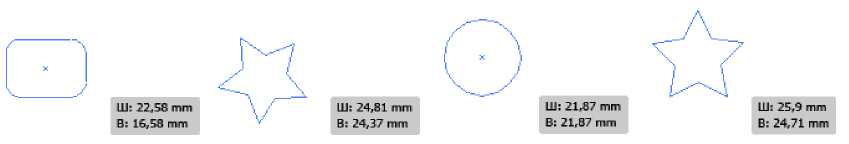 Ш: 22,58 mm
В: 16,58 mm
Ш: 24,81 mm
В: 24,37 mm
Ш: 21,87 mm
В: 21,87 mm
Ш: 25,9 mm
В: 24,71 mm